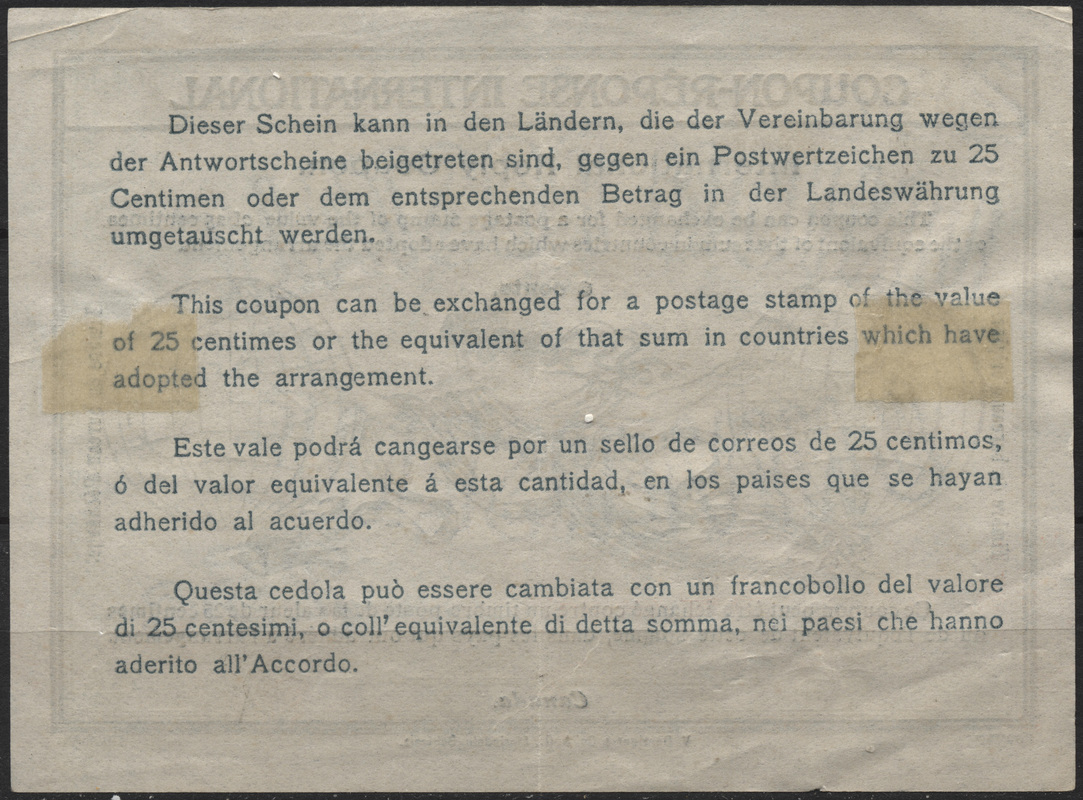 Dieser Schein kann in den Ländern, die der Vereinbarung wegen
der Antwortscheine beigetreten sind, gegen ein Postwertzeichen zu 25
Centimen oder dem entsprechenden Betrag in der Landeswährung
umgetauscht werden.
This coupon can be exchanged for a postage stamp of the value
of 25 centimes or the equivalent of that sum in countries which have
adopted the arrangement.
Este vale podrá cangearse por un sello de correos de 25 centimos,
ó del valor equivalente á esta cantidad, en los paises que se hayan
adherido al acuerdo.
Questa cedola può essere cambiata con un francobollo del valore
di 25 centesimi, o coll' equivalente di detta somma, nei paesi che hanno
aderito all'Accordo.
COUPON-RÉPONSE INTERNATIONAL
Canada.